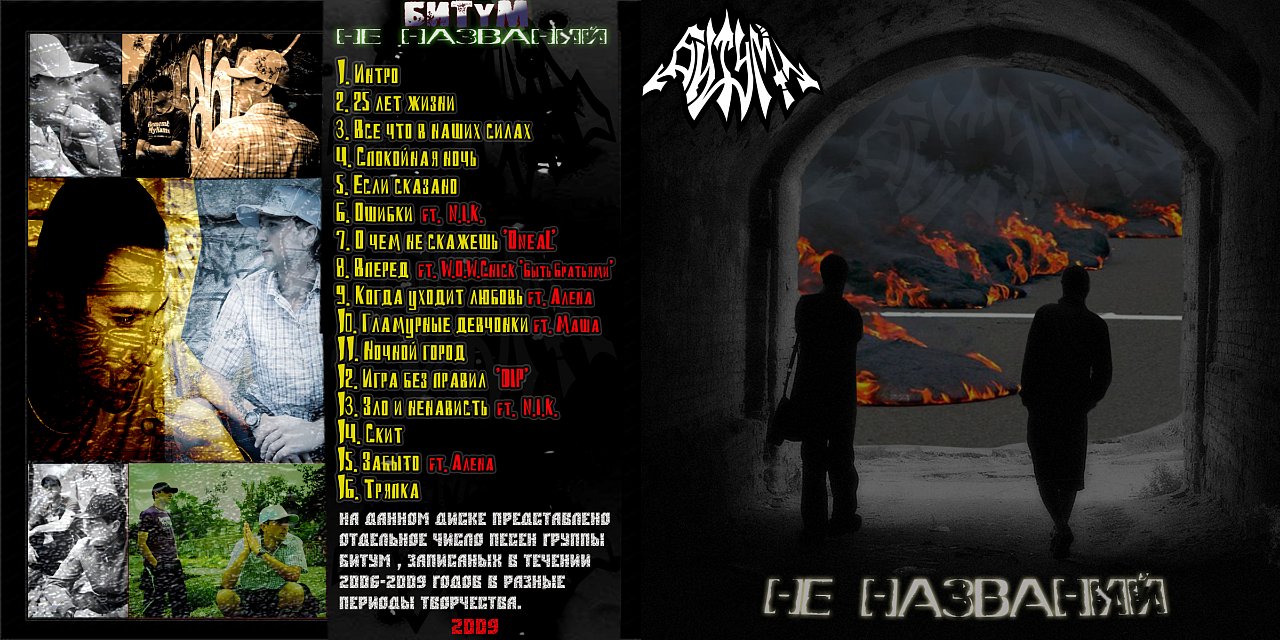 БИТУМ
НЕ НАЗВАНИЙ
1. Интро
2. 25 лет жизни
3. Все что в наших силах
4. Спокойная ночь
5. Если сказано
6. Ошибки ft. N.I.K.
7. О чем не скажешь 'OneaL'
8. Вперед ft. W.O.W.Chick 'Быть Братьями'
9. Когда уходит любовь ft. Алена
10. Гламурные девчонки ft. Маша
11. Ночной город
12. Игра без правил 'DIP'
13. Зло и ненависть ft. N.I.K.
14. Скит
15. Забыто ft. Алена
16. Тряпка
НА ДАННОМ ДИСКЕ ПРЕДСТАВЛЕНО
ОТДЕЛЬНОЕ ЧИСЛО ПЕСЕН ГРУППЫ
БИТУМ , ЗАПИСАНЫХ В ТЕЧЕНИИ
2006-2009 ГОДОВ В РАЗНЫЕ
ПЕРИОДЫ ТВОРЧЕСТВА.
2009
БИТУМ
НЕ НАЗВАНИЙ